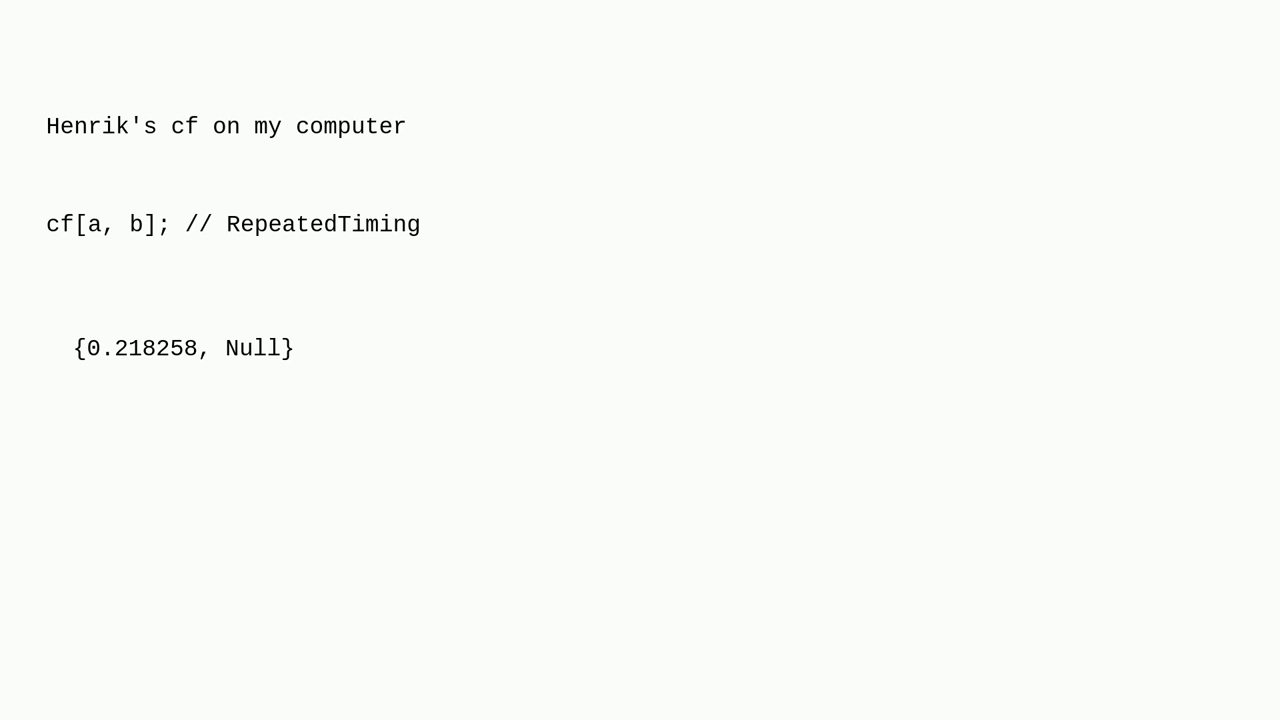 Henrik's cf on my computer
cf[a, b]; // RepeatedTiming
{0.218258, Null}